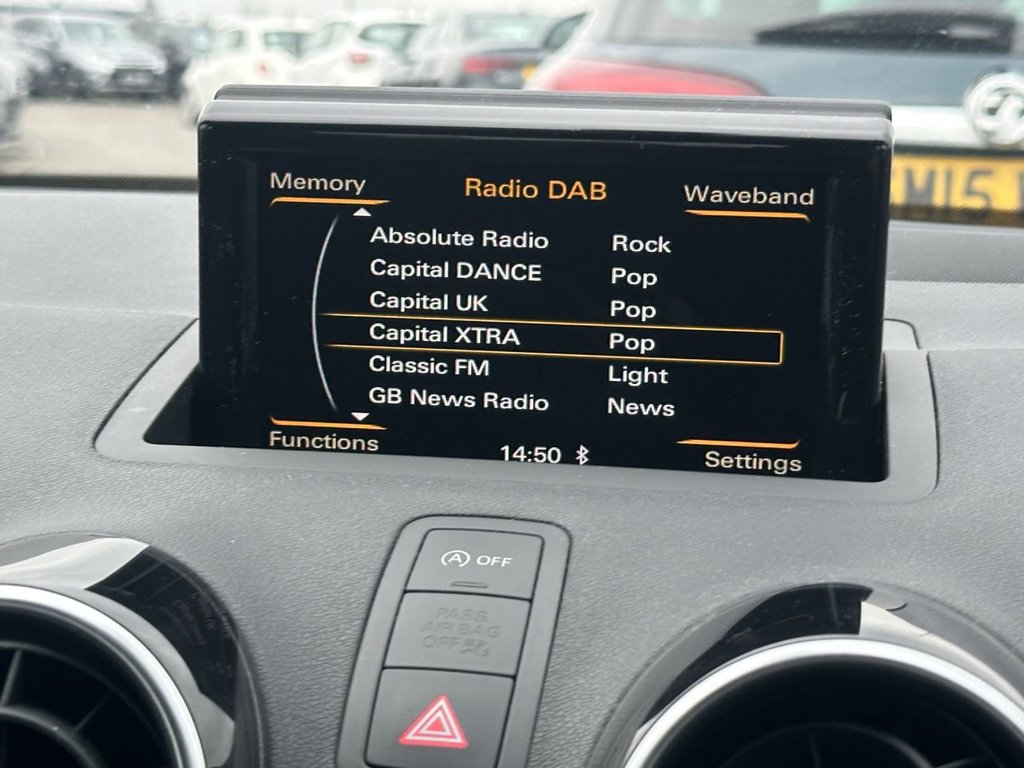 Memory Radio DAB Waveband
Absolute Radio Rock
Capital DANCE Pop
Capital UK Pop
Capital XTRA Pop
Classic FM Light
GB News Radio News
Functions 14:50 Settings
A OFF
PASS
AIR BAG
OFF